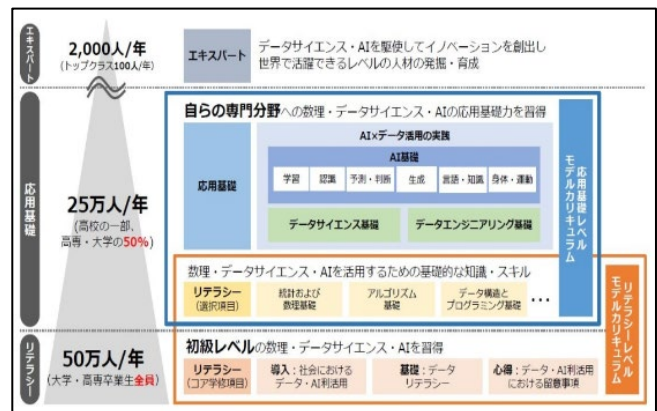 エキスパート
2,000人/年
(トップクラス100人/年)
エキスパート
データサイエンス・AIを駆使してイノベーションを創出し
世界で活躍できるレベルの人材の発掘・育成
応用基礎
25万人/年
(高校の一部、
高専・大学の50%)
自らの専門分野への数理・データサイエンス・AIの応用基礎力を習得
応用基礎
AI×データ活用の実践
AI基礎
学習 認識 予測・判断 生成 言語・知識 身体・運動
データサイエンス基礎 データエンジニアリング基礎
応用基礎レベル
モデルカリキュラム
数理・データサイエンス・AIを活用するための基礎的な知識・スキル
リテラシー
(選択項目)
統計および
数理基礎
アルゴリズム
基礎
データ構造と
プログラミング基礎
・・・
リテラシーレベル
モデルカリキュラム
リテラシー
50万人/年
(大学・高専卒業生全員)
初級レベルの数理・データサイエンス・AIを習得
リテラシー
(コア学修項目)
導入:社会における
データ・AI利活用
基礎:データ
リテラシー
心得:データ・AI利活用
における留意事項